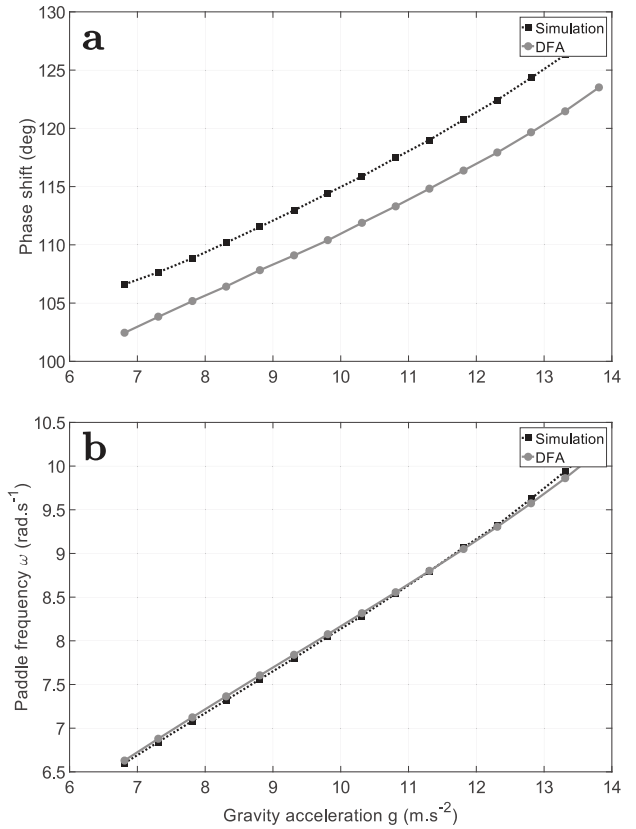 a
Simulation
DFA
130
125
120
115
110
105
100
Phase shift (deg)
6 7 8 9 10 11 12 13 14
b
Simulation
DFA
10.5
10
9.5
9
8.5
8
7.5
7
6.5
Paddle frequency ω (rad.s⁻¹)
6 7 8 9 10 11 12 13 14
Gravity acceleration g (m.s⁻²)